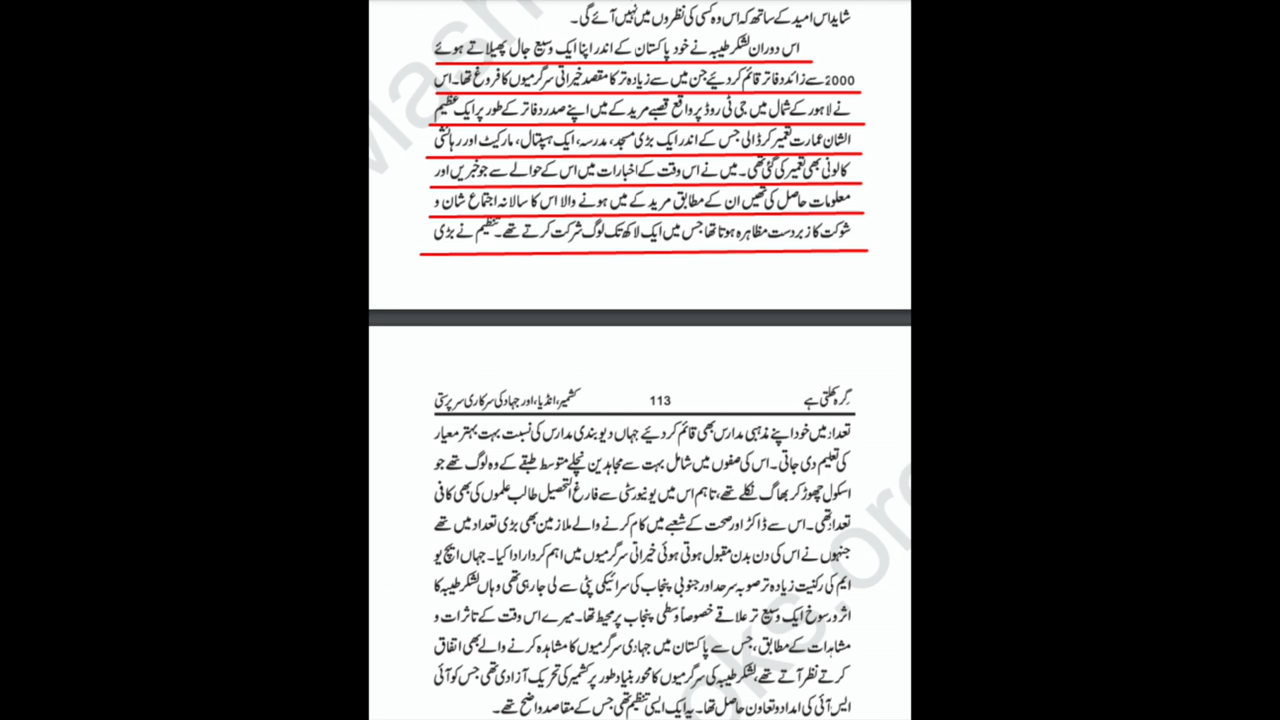 شاید اس امید کے ساتھ کہ اس وہ کسی کی نظروں میں نہیں آئے گی۔
اس دوران لشکر طیبہ نے خود پاکستان کے اندر اپنا ایک وسیع جال پھیلاتے ہوئے
2000 سے زائد دفاتر قائم کر دیئے جن میں سے زیادہ تر کا مقصد خیراتی سرگرمیوں کا فروغ تھا۔ اس
نے لاہور کے شمال میں جی ٹی روڈ پر واقع قصبے مریدکے میں اپنے صدر دفاتر کے طور پر ایک عظیم
الشان عمارت تعمیر کر ڈالی جس کے اندر ایک بڑی مسجد، مدرسہ، ایک ہسپتال، مارکیٹ اور رہائشی
کالونی بھی تعمیر کی گئی تھی۔ میں نے اس وقت کے اخبارات میں اس کے حوالے سے جو خبریں اور
معلومات حاصل کی تھیں ان کے مطابق مریدکے میں ہونے والا اس کا سالانہ اجتماع شان و
شوکت کا زبردست مظاہرہ ہوتا تھا جس میں ایک لاکھ تک لوگ شرکت کرتے تھے۔ تنظیم نے بڑی
گرہ کھلتی ہے 113 کشمیر، انڈیا، اور جہاد کی سرکاری سرپرستی
تعداد میں خود اپنے مذہبی مدارس بھی قائم کر دیئے جہاں دیوبندی مدارس کی نسبت بہت بہتر معیار
کی تعلیم دی جاتی۔ اس کی صفوں میں شامل بہت سے مجاہدین نچلے متوسط طبقے کے وہ لوگ تھے جو
اسکول چھوڑ کر بھاگ نکلے تھے، تاہم اس میں یونیورسٹی سے فارغ التحصیل طالب علموں کی بھی کافی
تعداد تھی۔ اس سے ڈاکٹر اور صحت کے شعبے میں کام کرنے والے ملازمین بھی بڑی تعداد میں تھے
جنہوں نے اس کی دن بدن مقبول ہوتی ہوئی خیراتی سرگرمیوں میں اہم کردار ادا کیا۔ جہاں ایچ یو
ایم کی رکنیت زیادہ تر صوبہ سرحد اور جنوبی پنجاب کی سرائیکی پٹی سے لی جا رہی تھی وہاں لشکر طیبہ کا
اثر و رسوخ ایک وسیع تر علاقے خصوصاً وسطی پنجاب پر محیط تھا۔ میرے اس وقت کے تاثرات و
مشاہدات کے مطابق، جس سے پاکستان میں جہادی سرگرمیوں کا مشاہدہ کرنے والے بھی اتفاق
کرتے نظر آتے تھے، لشکر طیبہ کی سرگرمیوں کا محور بنیاد طور پر کشمیر کی تحریک آزادی تھی جس کو آئی
ایس آئی کی امداد و تعاون حاصل تھا۔ یہ ایک ایسی تنظیم تھی جس کے مقاصد واضح تھے۔